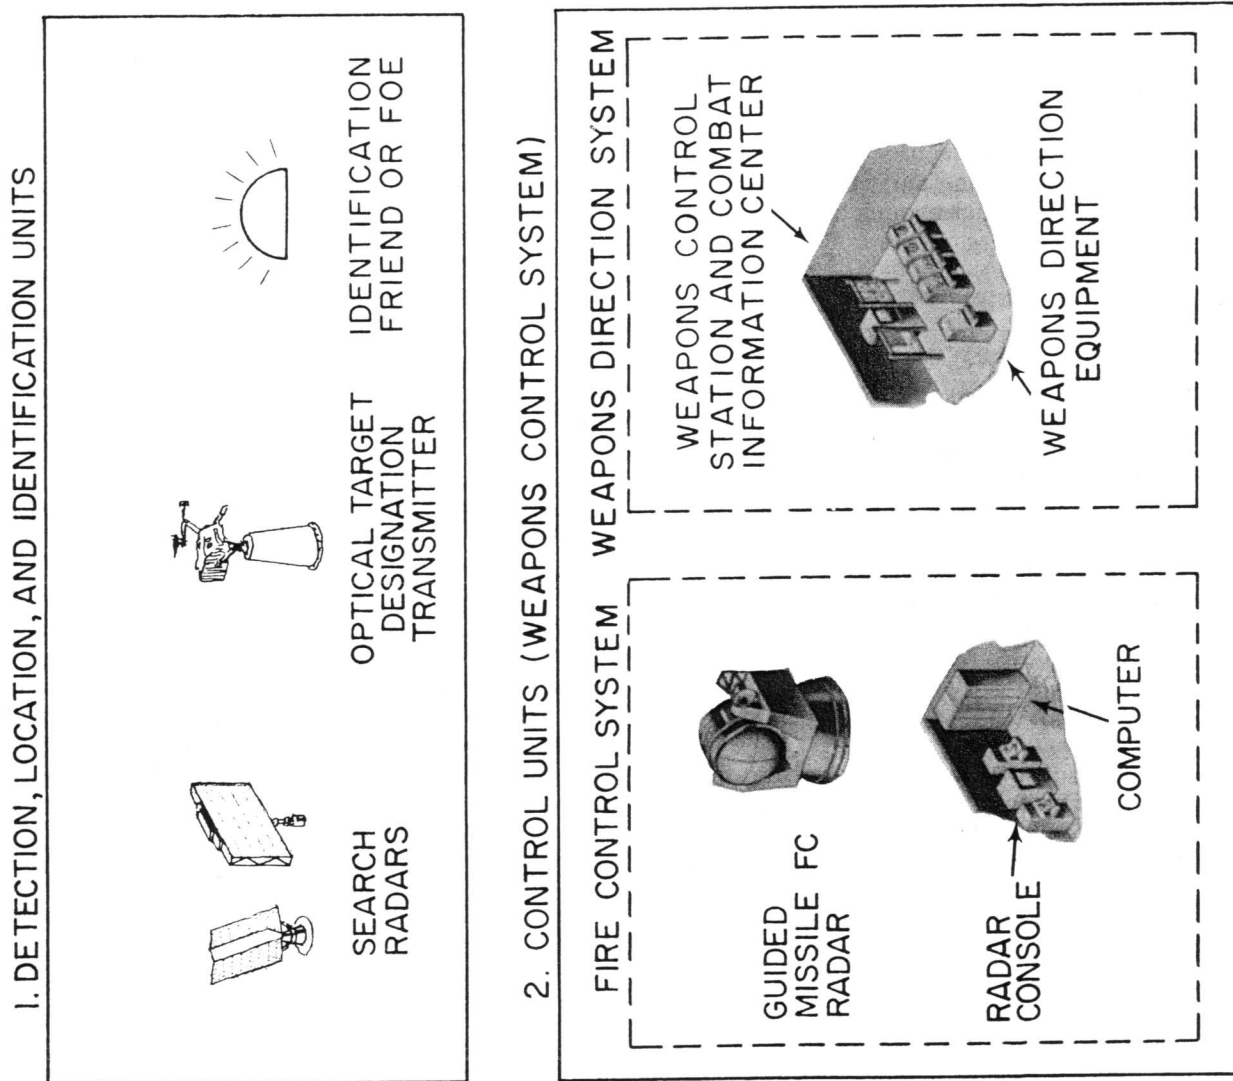 1. DETECTION, LOCATION, AND IDENTIFICATION UNITS
SEARCH
RADARS
OPTICAL TARGET
DESIGNATION
TRANSMITTER
IDENTIFICATION
FRIEND OR FOE
2. CONTROL UNITS (WEAPONS CONTROL SYSTEM)
FIRE CONTROL SYSTEM
GUIDED
MISSILE FC
RADAR
RADAR
CONSOLE
COMPUTER
WEAPONS DIRECTION SYSTEM
WEAPONS CONTROL
STATION AND COMBAT
INFORMATION CENTER
WEAPONS DIRECTION
EQUIPMENT